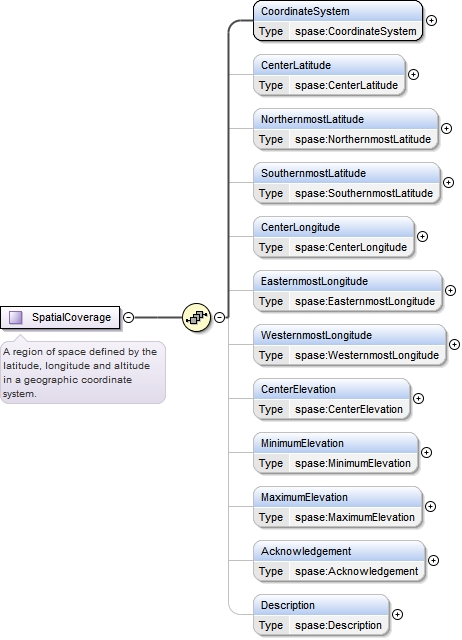 CoordinateSystem
Type spase:CoordinateSystem
CenterLatitude
Type spase:CenterLatitude
NorthernmostLatitude
Type spase:NorthernmostLatitude
SouthernmostLatitude
Type spase:SouthernmostLatitude
CenterLongitude
Type spase:CenterLongitude
EasternmostLongitude
Type spase:EasternmostLongitude
SpatialCoverage
A region of space defined by the
latitude, longitude and altitude
in a geographic coordinate
system.
WesternmostLongitude
Type spase:WesternmostLongitude
CenterElevation
Type spase:CenterElevation
MinimumElevation
Type spase:MinimumElevation
MaximumElevation
Type spase:MaximumElevation
Acknowledgement
Type spase:Acknowledgement
Description
Type spase:Description